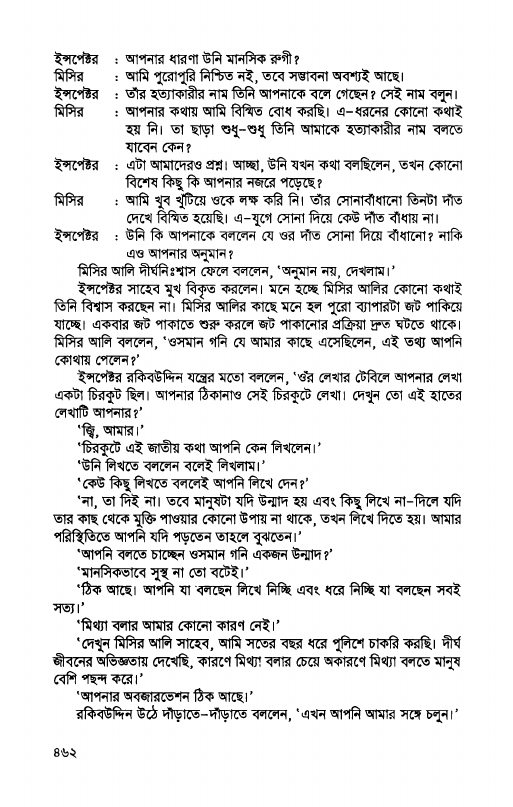 ইন্সপেক্টর : আপনার ধারণা উনি মানসিক রুগী?
মিসির : আমি পুরোপুরি নিশ্চিত নই, তবে সম্ভাবনা অবশ্যই আছে।
ইন্সপেক্টর : তাঁর হত্যাকারীর নাম তিনি আপনাকে বলে গেছেন? সেই নাম বলুন।
মিসির : আপনার কথায় আমি বিস্মিত বোধ করছি। এ-ধরনের কোনো কথাই
হয় নি। তা ছাড়া শুধু-শুধু তিনি আমাকে হত্যাকারীর নাম বলতে
যাবেন কেন?
ইন্সপেক্টর : এটা আমাদেরও প্রশ্ন। আচ্ছা, উনি যখন কথা বলছিলেন, তখন কোনো
বিশেষ কিছু কি আপনার নজরে পড়েছে?
মিসির : আমি খুব খুঁটিয়ে ওকে লক্ষ করি নি। তাঁর সোনাবাঁধানো তিনটা দাঁত
দেখে বিস্মিত হয়েছি। এ-যুগে সোনা দিয়ে কেউ দাঁত বাঁধায় না।
ইন্সপেক্টর : উনি কি আপনাকে বললেন যে ওর দাঁত সোনা দিয়ে বাঁধানো? নাকি
এও আপনার অনুমান?
মিসির আলি দীর্ঘনিঃশ্বাস ফেলে বললেন, ‘অনুমান নয়, দেখলাম।’
ইন্সপেক্টর সাহেব মুখ বিকৃত করলেন। মনে হচ্ছে মিসির আলির কোনো কথাই
তিনি বিশ্বাস করছেন না। মিসির আলির কাছে মনে হল পুরো ব্যাপারটা জট পাকিয়ে
যাচ্ছে। একবার জট পাকাতে শুরু করলে জট পাকানোর প্রক্রিয়া দ্রুত ঘটতে থাকে।
মিসির আলি বললেন, ‘ওসমান গনি যে আমার কাছে এসেছিলেন, এই তথ্য আপনি
কোথায় পেলেন?’
ইন্সপেক্টর রকিবউদ্দিন যন্ত্রের মতো বললেন, ‘ওঁর লেখার টেবিলে আপনার লেখা
একটা চিরকুট ছিল। আপনার ঠিকানাও সেই চিরকুটে লেখা। দেখুন তো এই হাতের
লেখাটি আপনার?’
‘জ্বি, আমার।’
‘চিরকুটে এই জাতীয় কথা আপনি কেন লিখলেন।’
‘উনি লিখতে বললেন বলেই লিখলাম।’
‘কেউ কিছু লিখতে বললেই আপনি লিখে দেন?’
‘না, তা দিই না। তবে মানুষটা যদি উন্মাদ হয় এবং কিছু লিখে না-দিলে যদি
তার কাছ থেকে মুক্তি পাওয়ার কোনো উপায় না থাকে, তখন লিখে দিতে হয়। আমার
পরিস্থিতিতে আপনি যদি পড়তেন তাহলে বুঝতেন।’
‘আপনি বলতে চাচ্ছেন ওসমান গনি একজন উন্মাদ?’
‘মানসিকভাবে সুস্থ না তো বটেই।’
‘ঠিক আছে। আপনি যা বলছেন লিখে নিচ্ছি এবং ধরে নিচ্ছি যা বলছেন সবই
সত্য।’
‘মিথ্যা বলার আমার কোনো কারণ নেই।’
‘দেখুন মিসির আলি সাহেব, আমি সতের বছর ধরে পুলিশে চাকরি করছি। দীর্ঘ
জীবনের অভিজ্ঞতায় দেখেছি, কারণে মিথ্যা বলার চেয়ে অকারণে মিথ্যা বলতে মানুষ
বেশি পছন্দ করে।’
‘আপনার অবজারভেশন ঠিক আছে।’
রকিবউদ্দিন উঠে দাঁড়াতে-দাঁড়াতে বললেন, ‘এখন আপনি আমার সঙ্গে চলুন।’
৪৬২